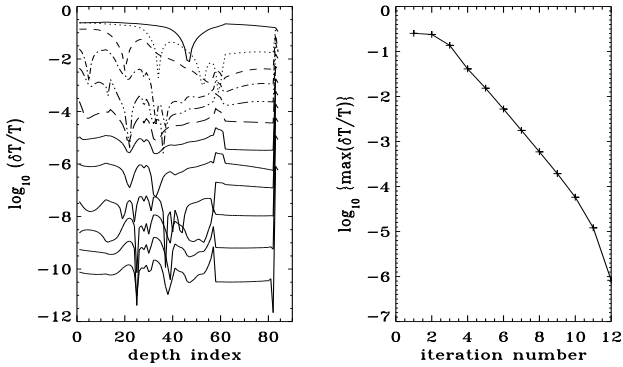 log₁₀ (δT/T)
−2
−4
−6
−8
−10
−12
0 20 40 60 80
depth index
log₁₀ {max(δT/T)}
0
−1
−2
−3
−4
−5
−6
−7
0 2 4 6 8 10 12
iteration number